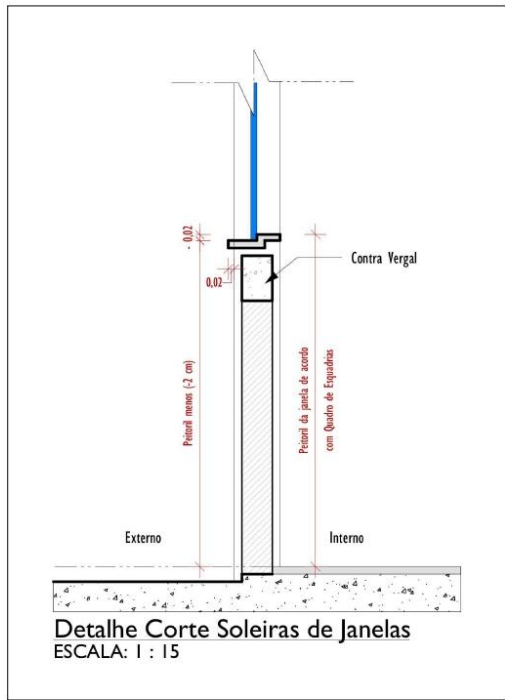 - 0,02
Contra Vergal
0,02
Peitoril menos (-2 cm)
Peitoril da janela de acordo
com Quadro de Esquadrias
Externo
Interno
Detalhe Corte Soleiras de Janelas
ESCALA: 1 : 15